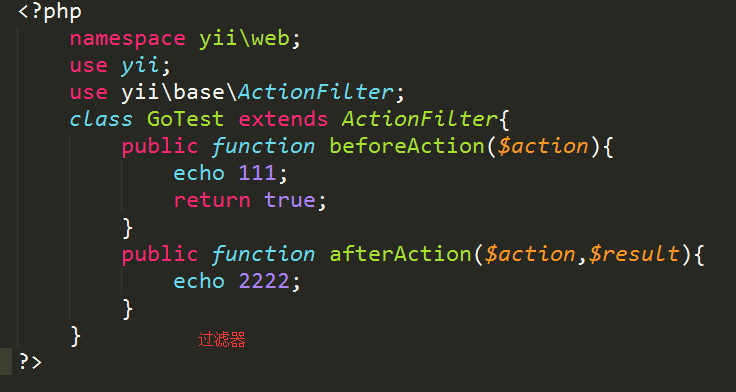 <?php
namespace yii\web;
use yii;
use yii\base\ActionFilter;
class GoTest extends ActionFilter{
public function beforeAction($action){
echo 111;
return true;
}
public function afterAction($action,$result){
echo 2222;
}
}
过滤器
?>